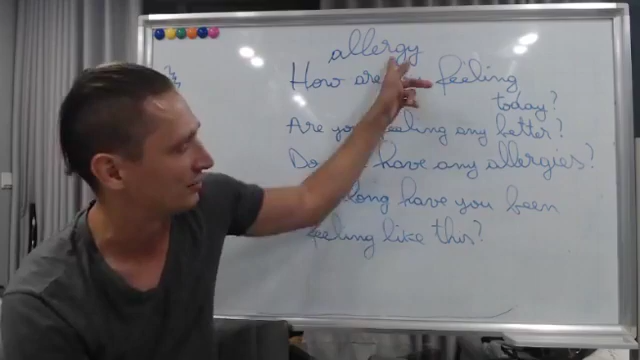 allergy
How are feeling
today?
Are you feeling any better?
Do have any allergies?
long have you been
feeling like this?